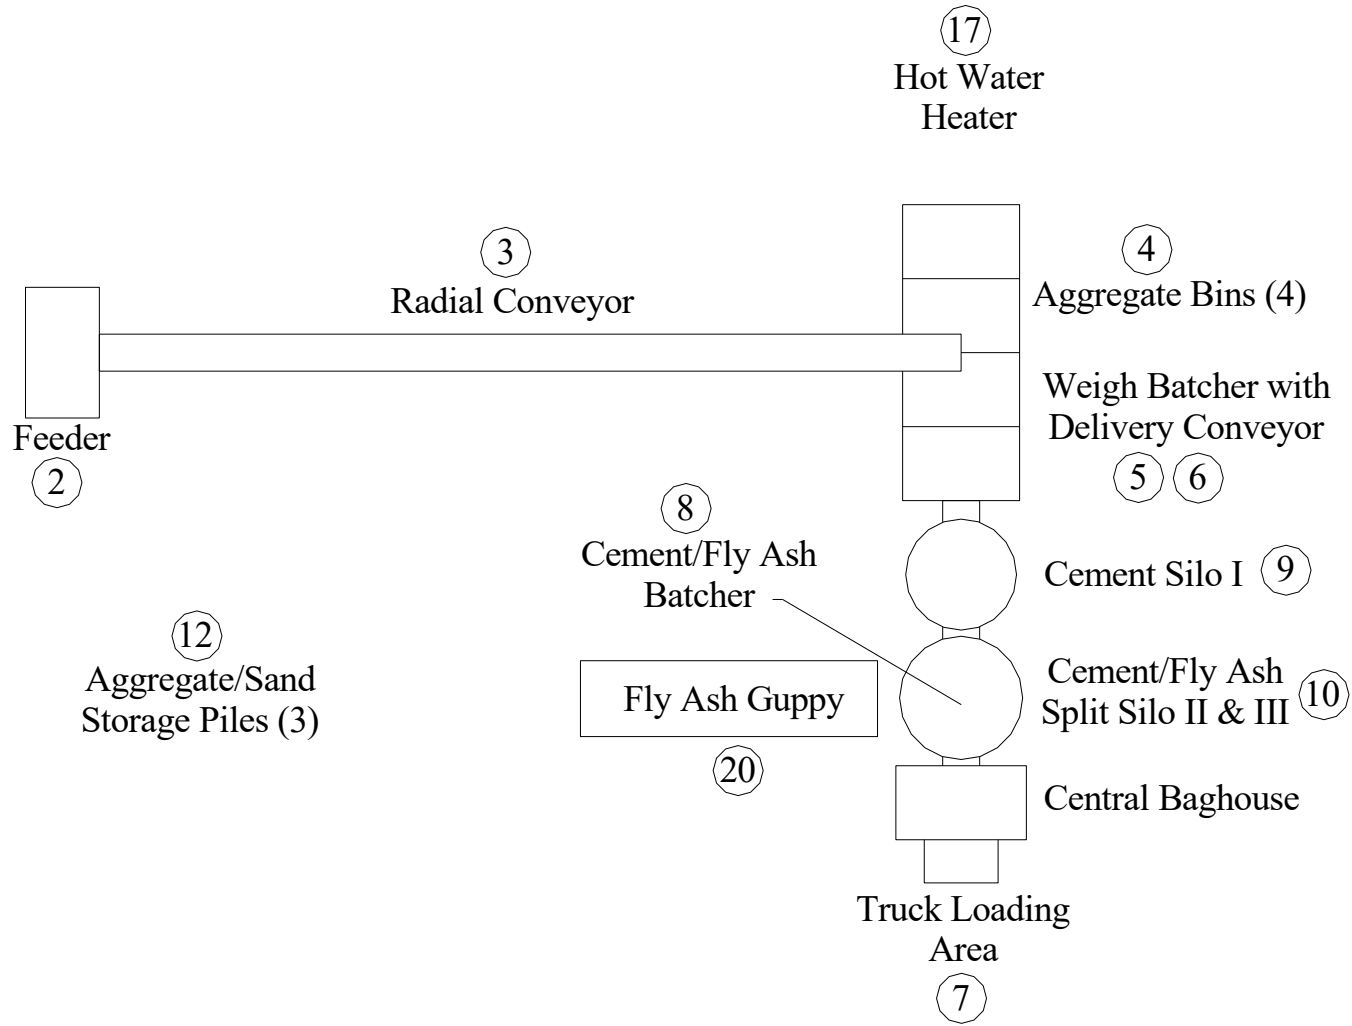 17
Hot Water
Heater
3
Radial Conveyor
4
Aggregate Bins (4)
Weigh Batcher with
Delivery Conveyor
5 6
Feeder
2
8
Cement/Fly Ash
Batcher
Cement Silo I 9
12
Aggregate/Sand
Storage Piles (3)
Fly Ash Guppy
20
Cement/Fly Ash
Split Silo II & III 10
Central Baghouse
Truck Loading
Area
7